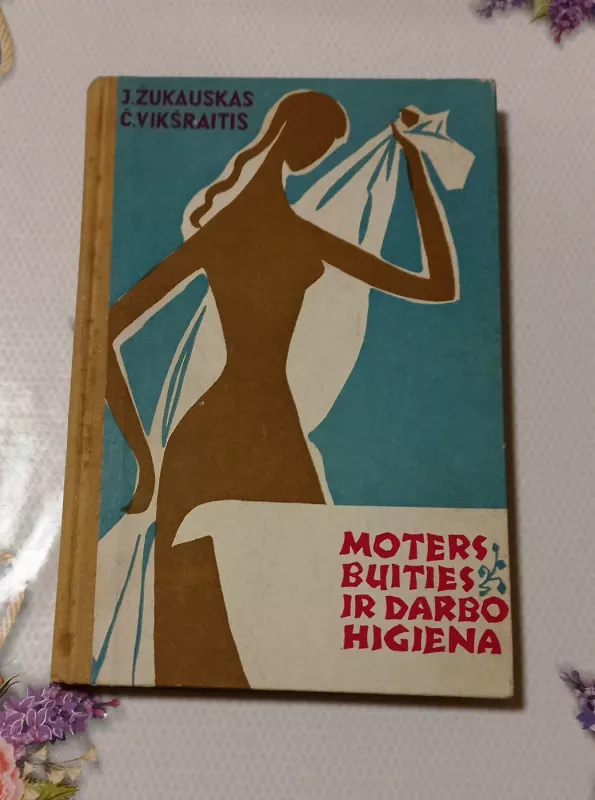 J. ŽUKAUSKAS
Č. VIKŠRAITIS
MOTERS
BUITIES
IR DARBO
HIGIENA